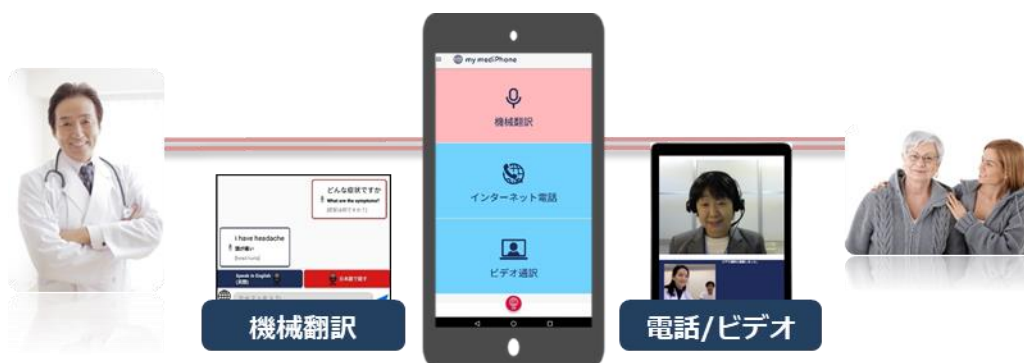 my mediPhone
機械翻訳
インターネット電話
ビデオ通訳
どんな症状ですか
What are the symptoms?
I have headache
頭が痛い
Speak in English
(英語)
日本語で話す
機械翻訳
電話/ビデオ